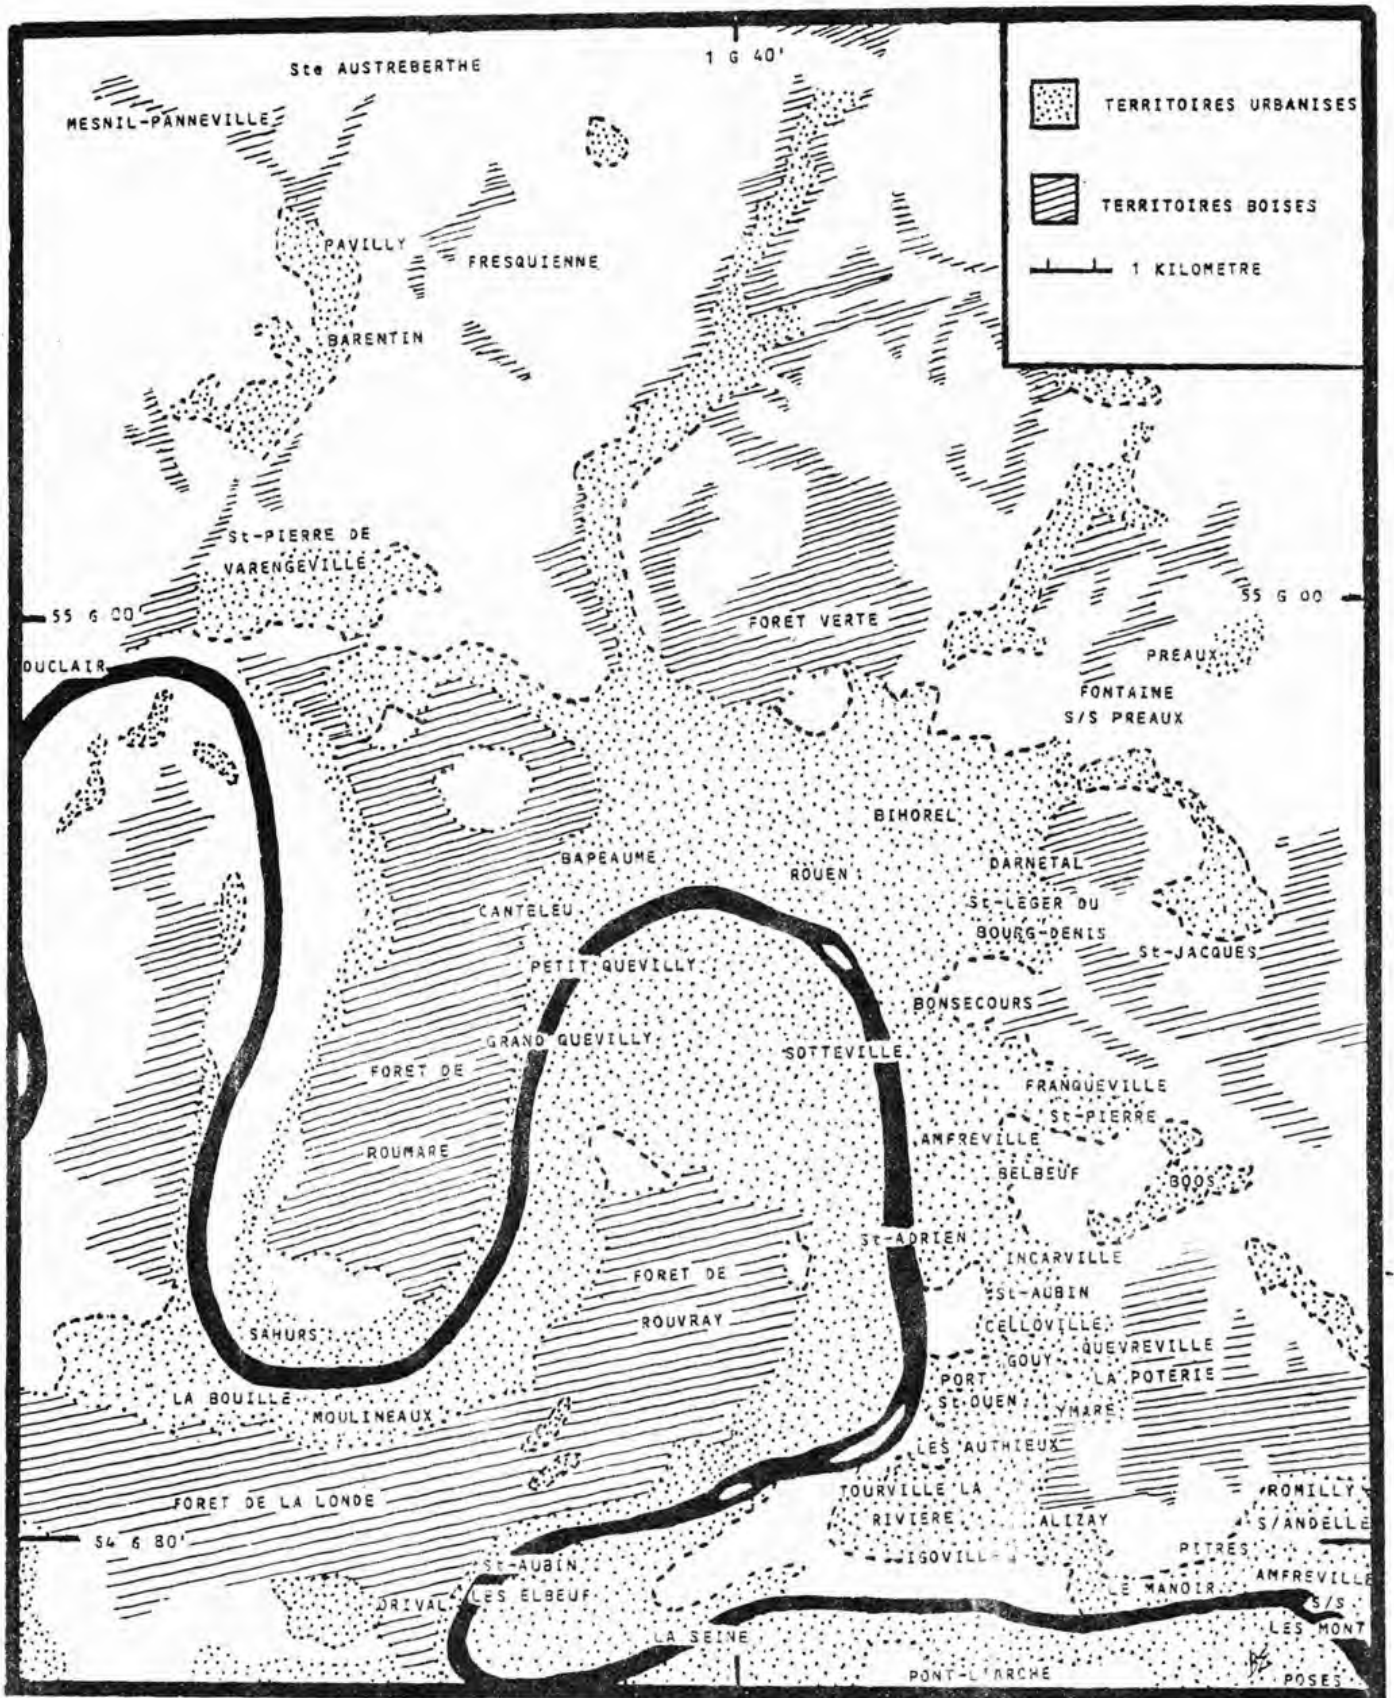 Ste AUSTREBERTHE
1 G 40'
MESNIL-PANNEVILLE
TERRITOIRES URBANISES
TERRITOIRES BOISES
1 KILOMETRE
PAVILLY
FRESQUIENNE
BARENTIN
St-PIERRE DE
VARENGEVILLE
55 G 00'
55 G 00
FORET VERTE
DUCLAIR
PREAUX
FONTAINE
S/S PREAUX
BIHOREL
BAPEAUME
ROUEN
DARNETAL
CANTELEU
St-LEGER DU
BOURG-DENIS
St-JACQUES
PETIT QUEVILLY
BONSECOURS
GRAND QUEVILLY
SOTTEVILLE
FORET DE
ROUMARE
FRANQUEVILLE
St-PIERRE
AMFREVILLE
BELBEUF
BOOS
St-ADRIEN
INCARVILLE
FORET DE
ROUVRAY
St-AUBIN
CELLOVILLE
SAHURS
GOUY
QUEVREVILLE
LA POTERIE
LA BOUILLE
MOULINEAUX
PORT
St-OUEN
YMARE
LES AUTHIEUX
FORET DE LA LONDE
TOURVILLE LA
RIVIERE
ALIZAY
ROMILLY
S/ANDELLE
54 G 80'
IGOVILL
PITRES
St-AUBIN
LES ELBEUF
ORIVAL
LE MANOIR
AMFREVILLE
S/S
LES MONT
LA SEINE
PONT-L'ARCHE
POSES